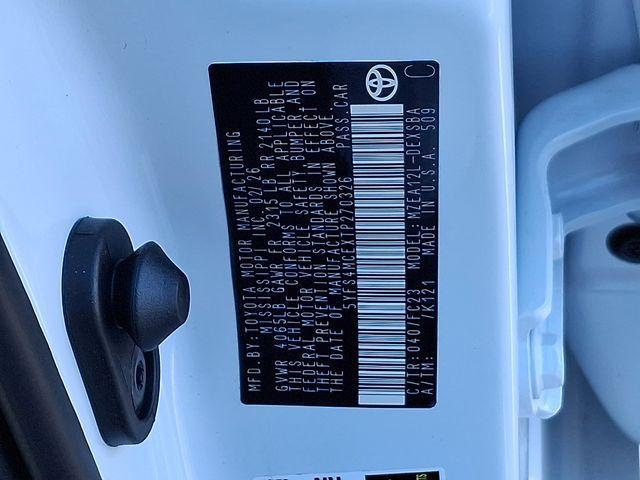 MFD. BY: TOYOTA MOTOR MANUFACTURING
MISSISSIPPI INC. 02/26
GVWR 4065LB GAWR FR 2315LB RR 2140LB
THIS VEHICLE CONFORMS TO ALL APPLICABLE
FEDERAL MOTOR VEHICLE SAFETY, BUMPER AND
THEFT PREVENTION STANDARDS IN EFFECT ON
THE DATE OF MANUFACTURE SHOWN ABOVE.
5YFS4MCEXTP270326 PASS. CAR
C/TR: 040/FC23 MODEL: MZEA12L-DEXSBA
A/TM: /K121 MADE IN U.S.A. 509
C